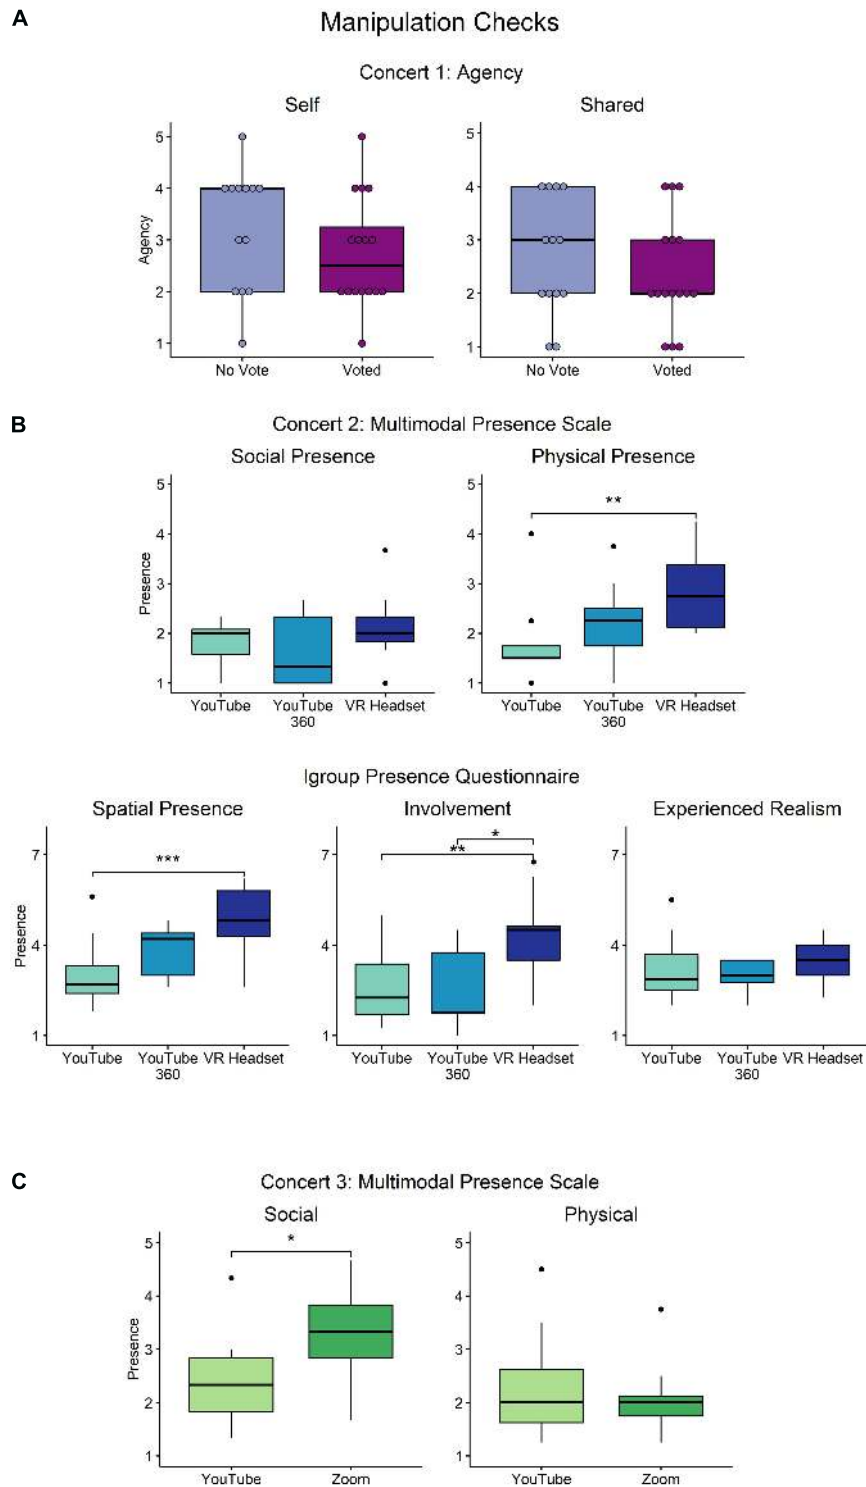 A
Manipulation Checks
Concert 1: Agency
Self
Shared
Agency
5
4
3
2
1
No Vote
Voted
5
4
3
2
1
No Vote
Voted
B
Concert 2: Multimodal Presence Scale
Social Presence
Physical Presence
Presence
5
4
3
2
1
YouTube
YouTube
360
VR Headset
5
4
3
2
1
**
YouTube
YouTube
360
VR Headset
Igroup Presence Questionnaire
Spatial Presence
Involvement
Experienced Realism
Presence
7
4
1
***
YouTube
YouTube
360
VR Headset
7
4
1
*
**
YouTube
YouTube
360
VR Headset
7
4
1
YouTube
YouTube
360
VR Headset
C
Concert 3: Multimodal Presence Scale
Social
Physical
Presence
5
4
3
2
1
*
YouTube
Zoom
5
4
3
2
1
YouTube
Zoom